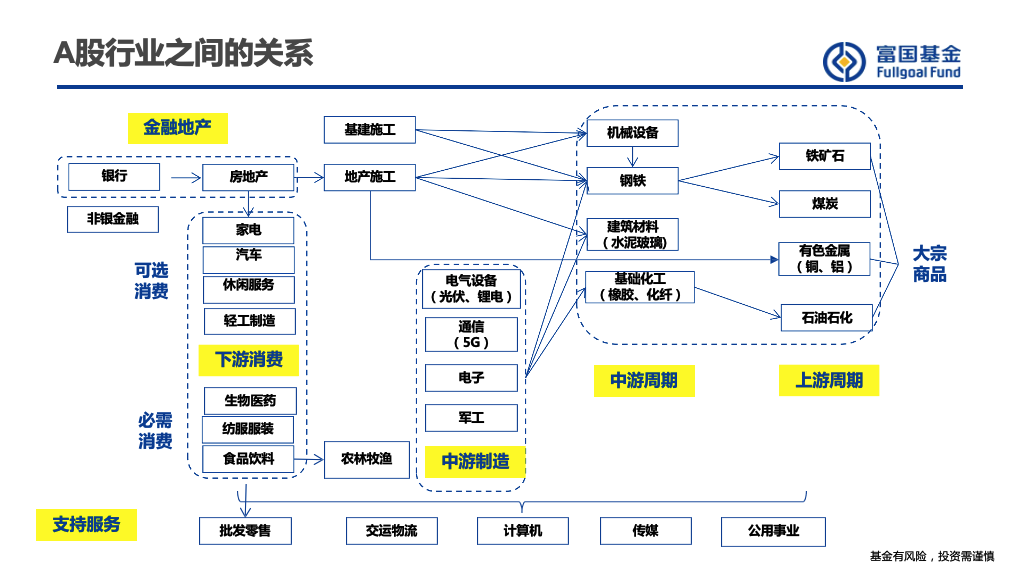 A股行业之间的关系
富国基金
Fullgoal Fund
金融地产
银行
房地产
非银金融
基建施工
地产施工
机械设备
钢铁
建筑材料
（水泥玻璃）
基础化工
（橡胶、化纤）
铁矿石
煤炭
有色金属
（铜、铝）
石油石化
大宗
商品
可选
消费
家电
汽车
休闲服务
轻工制造
下游消费
必需
消费
生物医药
纺服服装
食品饮料
农林牧渔
电气设备
（光伏、锂电）
通信
（5G）
电子
军工
中游制造
中游周期
上游周期
支持服务
批发零售
交运物流
计算机
传媒
公用事业
基金有风险，投资需谨慎